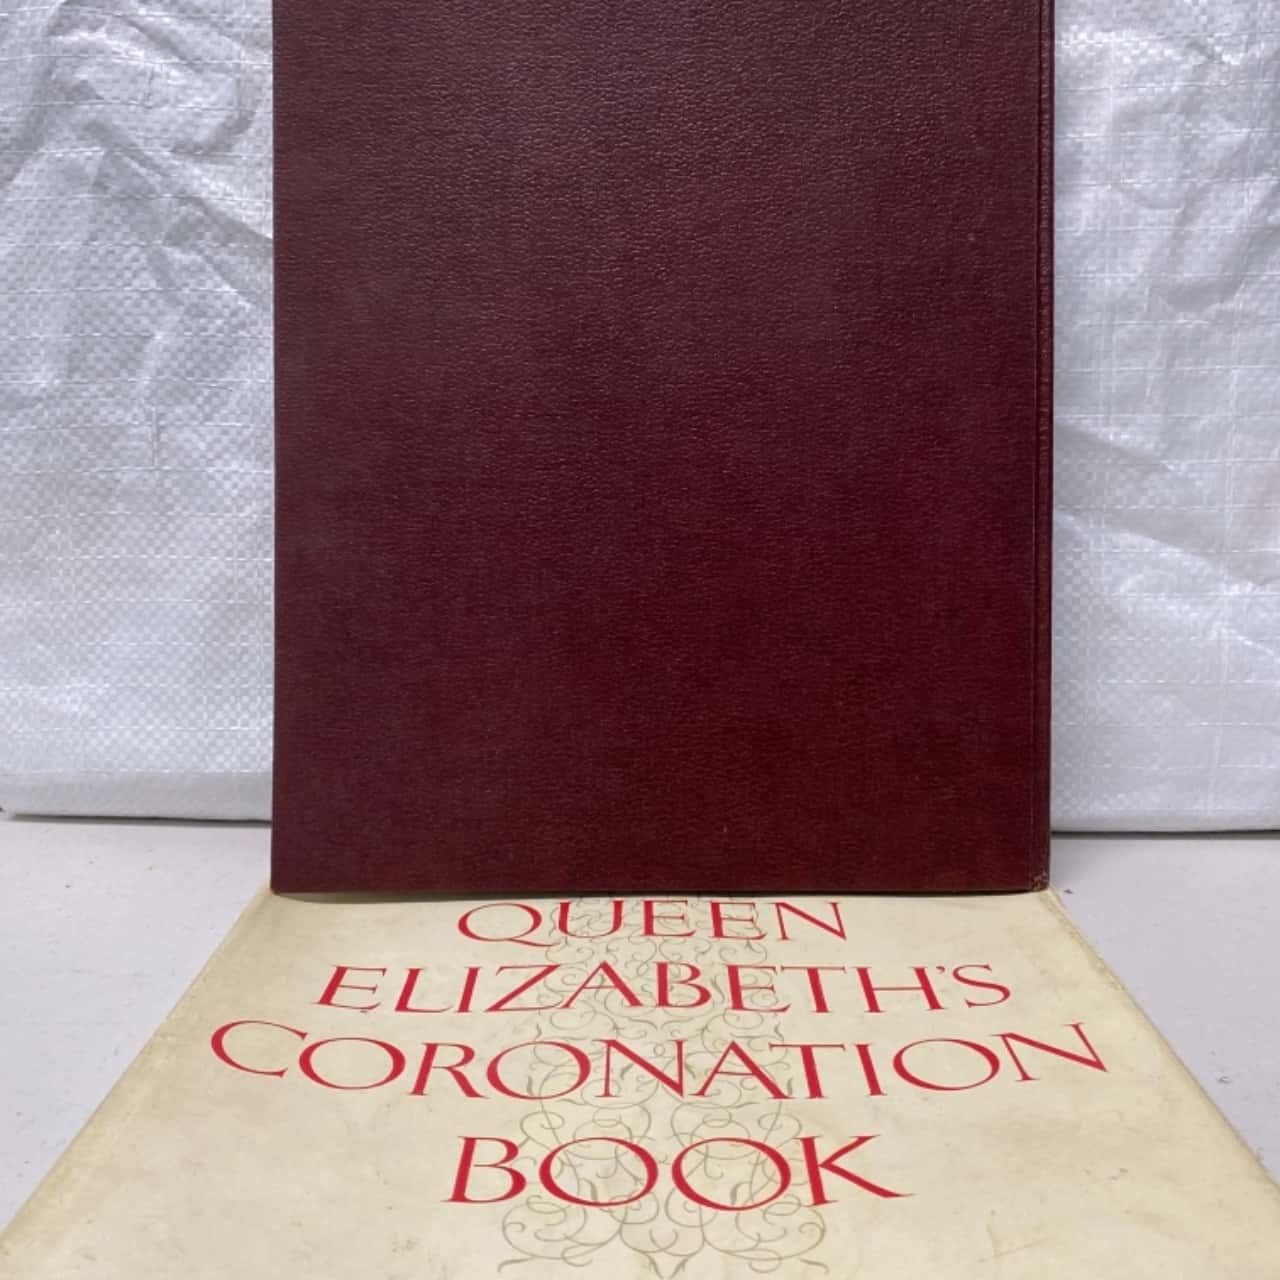 QUEEN
ELIZABETH'S
CORONATION
BOOK